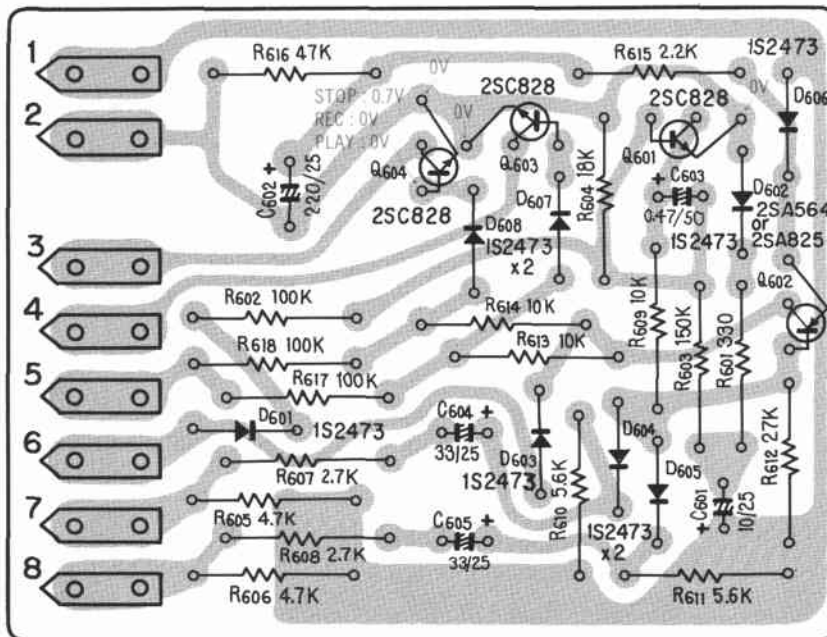 1
R616 47K
R615 2.2K
1S2473
0V
2SC828
STOP : 0.7V
REC : 0V
PLAY : 0V
0V
2SC828
0V
D606
2
Q604
Q603
Q601
C602
220/25
2SC828
D607
R604 18K
C603
0.47/50
D602
2SA564
or
2SA825
D608
1S2473
x2
1S2473
Q602
3
4
R602 100K
R614 10K
R609 10K
R603 150K
R601 330
R618 100K
R613 10K
5
R617 100K
D601
1S2473
C604
33/25
D604
6
R607 2.7K
D603
1S2473
D605
R612 27K
R610 5.6K
C601
10/25
7
R605 4.7K
C605
33/25
1S2473
x2
R608 2.7K
8
R606 4.7K
R611 5.6K